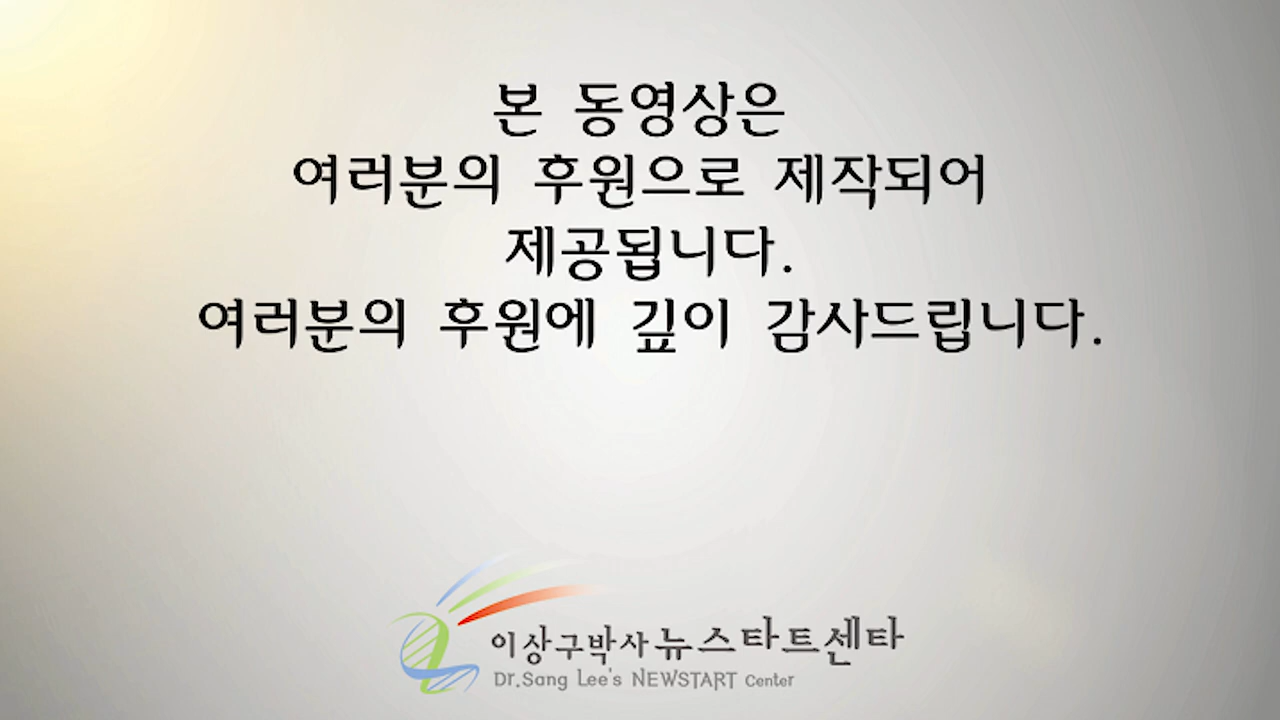 본 동영상은
여러분의 후원으로 제작되어
제공됩니다.
여러분의 후원에 깊이 감사드립니다.
이상구박사 뉴스타트센타
Dr.Sang Lee's NEWSTART Center